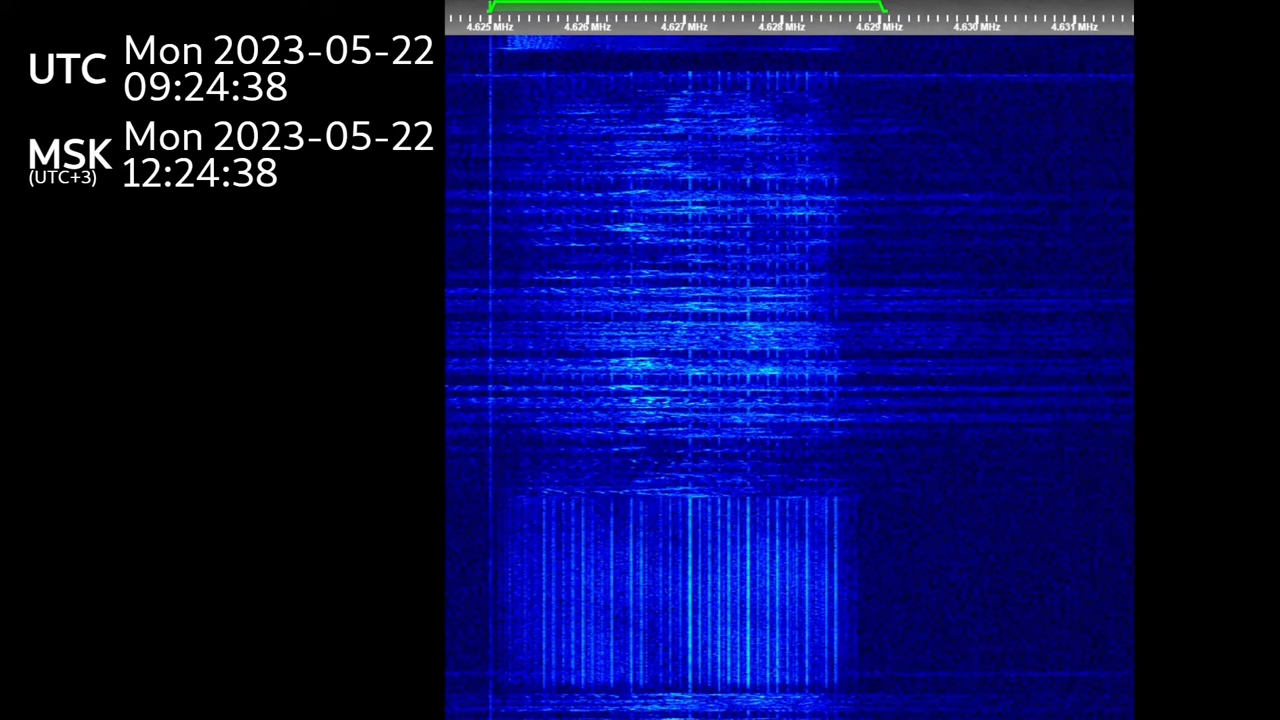 UTC
Mon 2023-05-22
09:24:38
MSK
(UTC+3)
Mon 2023-05-22
12:24:38
4.625 MHz 4.626 MHz 4.627 MHz 4.628 MHz 4.629 MHz 4.630 MHz 4.631 MHz